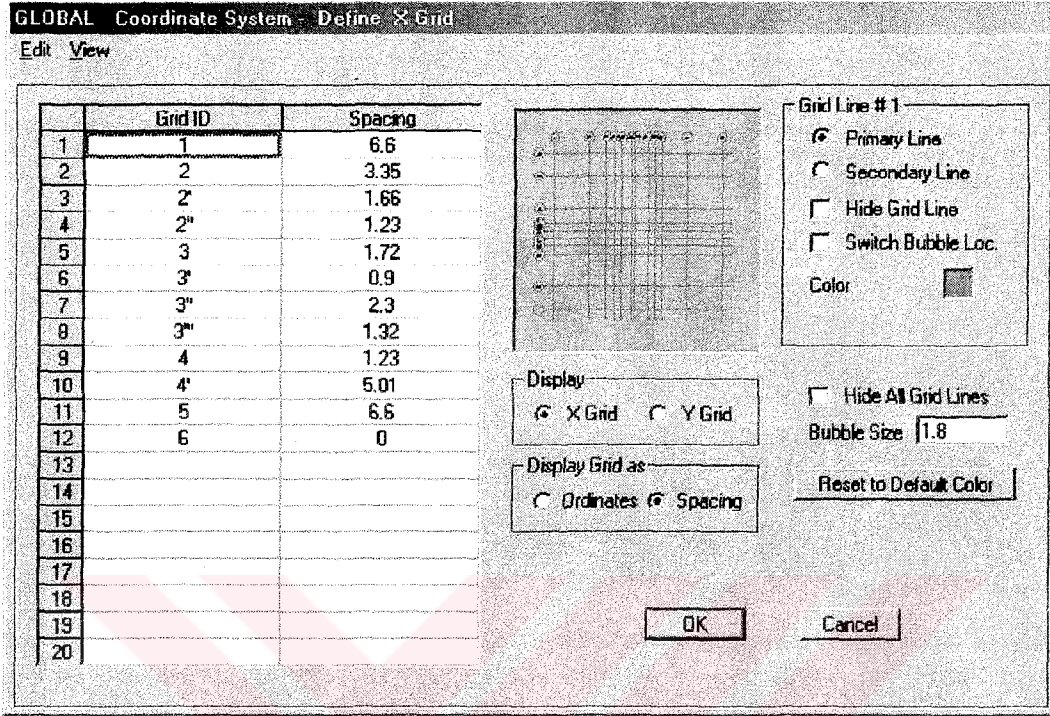 GLOBAL Coordinate System - Define X Grid
Edit View
Grid ID Spacing
1 1 6.6
2 2 3.35
3 2' 1.66
4 2" 1.23
5 3 1.72
6 3' 0.9
7 3" 2.3
8 3"' 1.32
9 4 1.23
10 4' 5.01
11 5 6.6
12 6 0
13
14
15
16
17
18
19
20
Grid Line # 1
Primary Line
Secondary Line
Hide Grid Line
Switch Bubble Loc.
Color
Display
X Grid Y Grid
Display Grid as
Ordinates Spacing
Hide All Grid Lines
Bubble Size 1.8
Reset to Default Color
OK Cancel